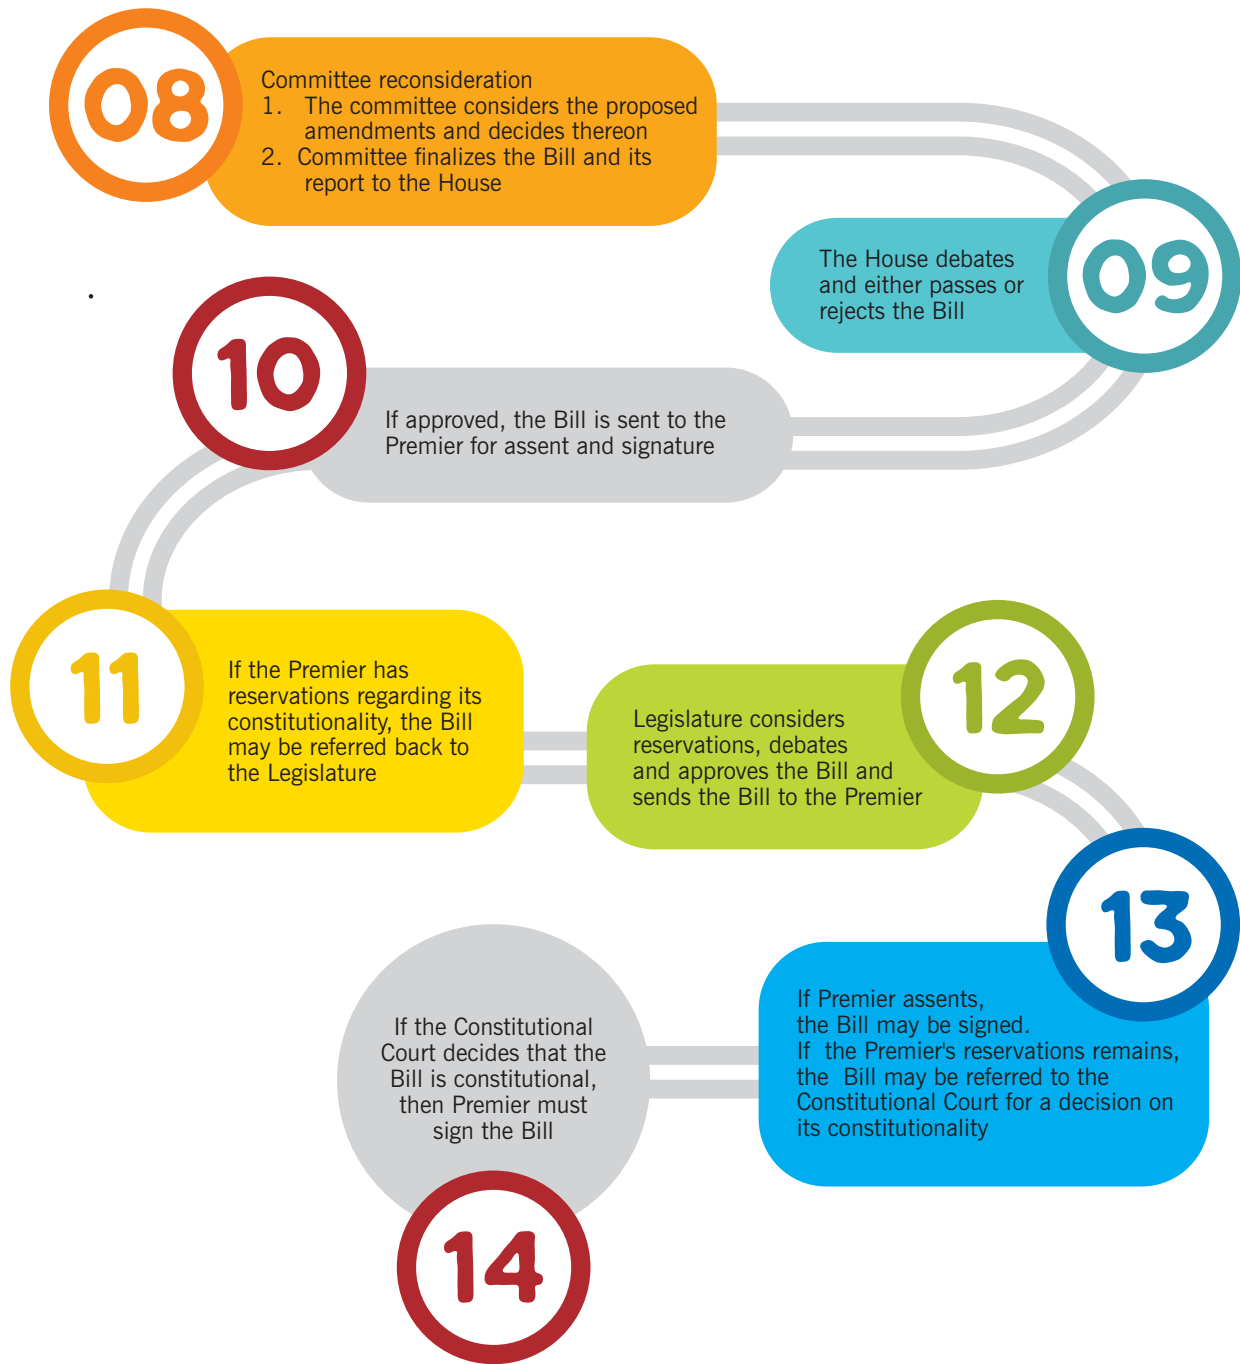 08
Committee reconsideration
1. The committee considers the proposed
amendments and decides thereon
2. Committee finalizes the Bill and its
report to the House
09
The House debates
and either passes or
rejects the Bill
.
10
If approved, the Bill is sent to the
Premier for assent and signature
11
If the Premier has
reservations regarding its
constitutionality, the Bill
may be referred back to
the Legislature
12
Legislature considers
reservations, debates
and approves the Bill and
sends the Bill to the Premier
13
If Premier assents,
the Bill may be signed.
If the Premier's reservations remains,
the Bill may be referred to the
Constitutional Court for a decision on
its constitutionality
If the Constitutional
Court decides that the
Bill is constitutional,
then Premier must
sign the Bill
14